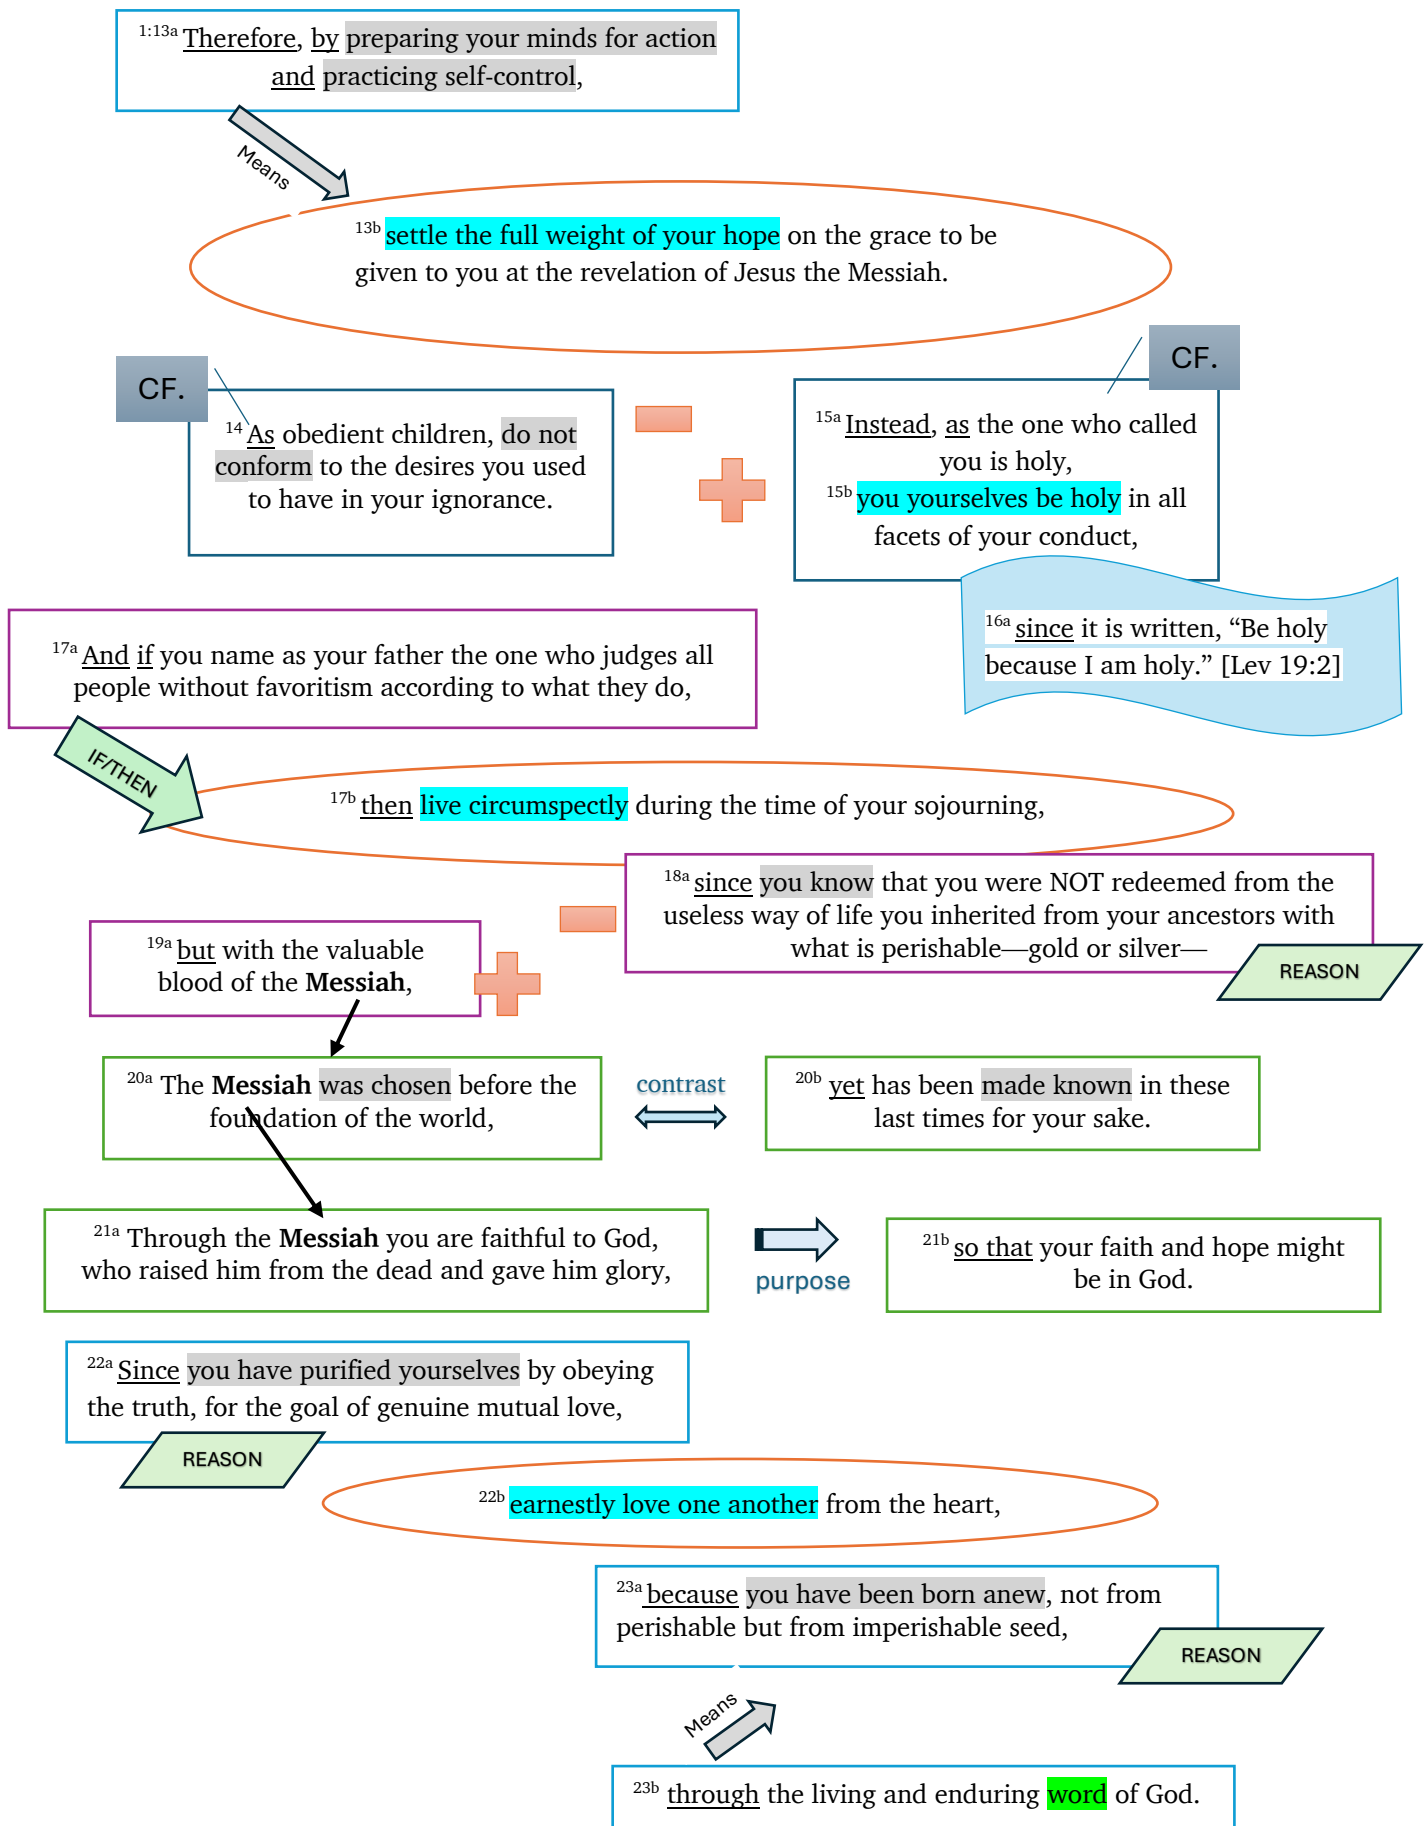 1:13a Therefore, by preparing your minds for action
and practicing self-control,
Means
13b settle the full weight of your hope on the grace to be
given to you at the revelation of Jesus the Messiah.
CF.
14 As obedient children, do not
conform to the desires you used
to have in your ignorance.
CF.
15a Instead, as the one who called
you is holy,
15b you yourselves be holy in all
facets of your conduct,
16a since it is written, “Be holy
because I am holy.” [Lev 19:2]
17a And if you name as your father the one who judges all
people without favoritism according to what they do,
IF/THEN
17b then live circumspectly during the time of your sojourning,
18a since you know that you were NOT redeemed from the
useless way of life you inherited from your ancestors with
what is perishable—gold or silver—
REASON
19a but with the valuable
blood of the Messiah,
20a The Messiah was chosen before the
foundation of the world,
contrast
20b yet has been made known in these
last times for your sake.
21a Through the Messiah you are faithful to God,
who raised him from the dead and gave him glory,
purpose
21b so that your faith and hope might
be in God.
22a Since you have purified yourselves by obeying
the truth, for the goal of genuine mutual love,
REASON
22b earnestly love one another from the heart,
23a because you have been born anew, not from
perishable but from imperishable seed,
REASON
Means
23b through the living and enduring word of God.